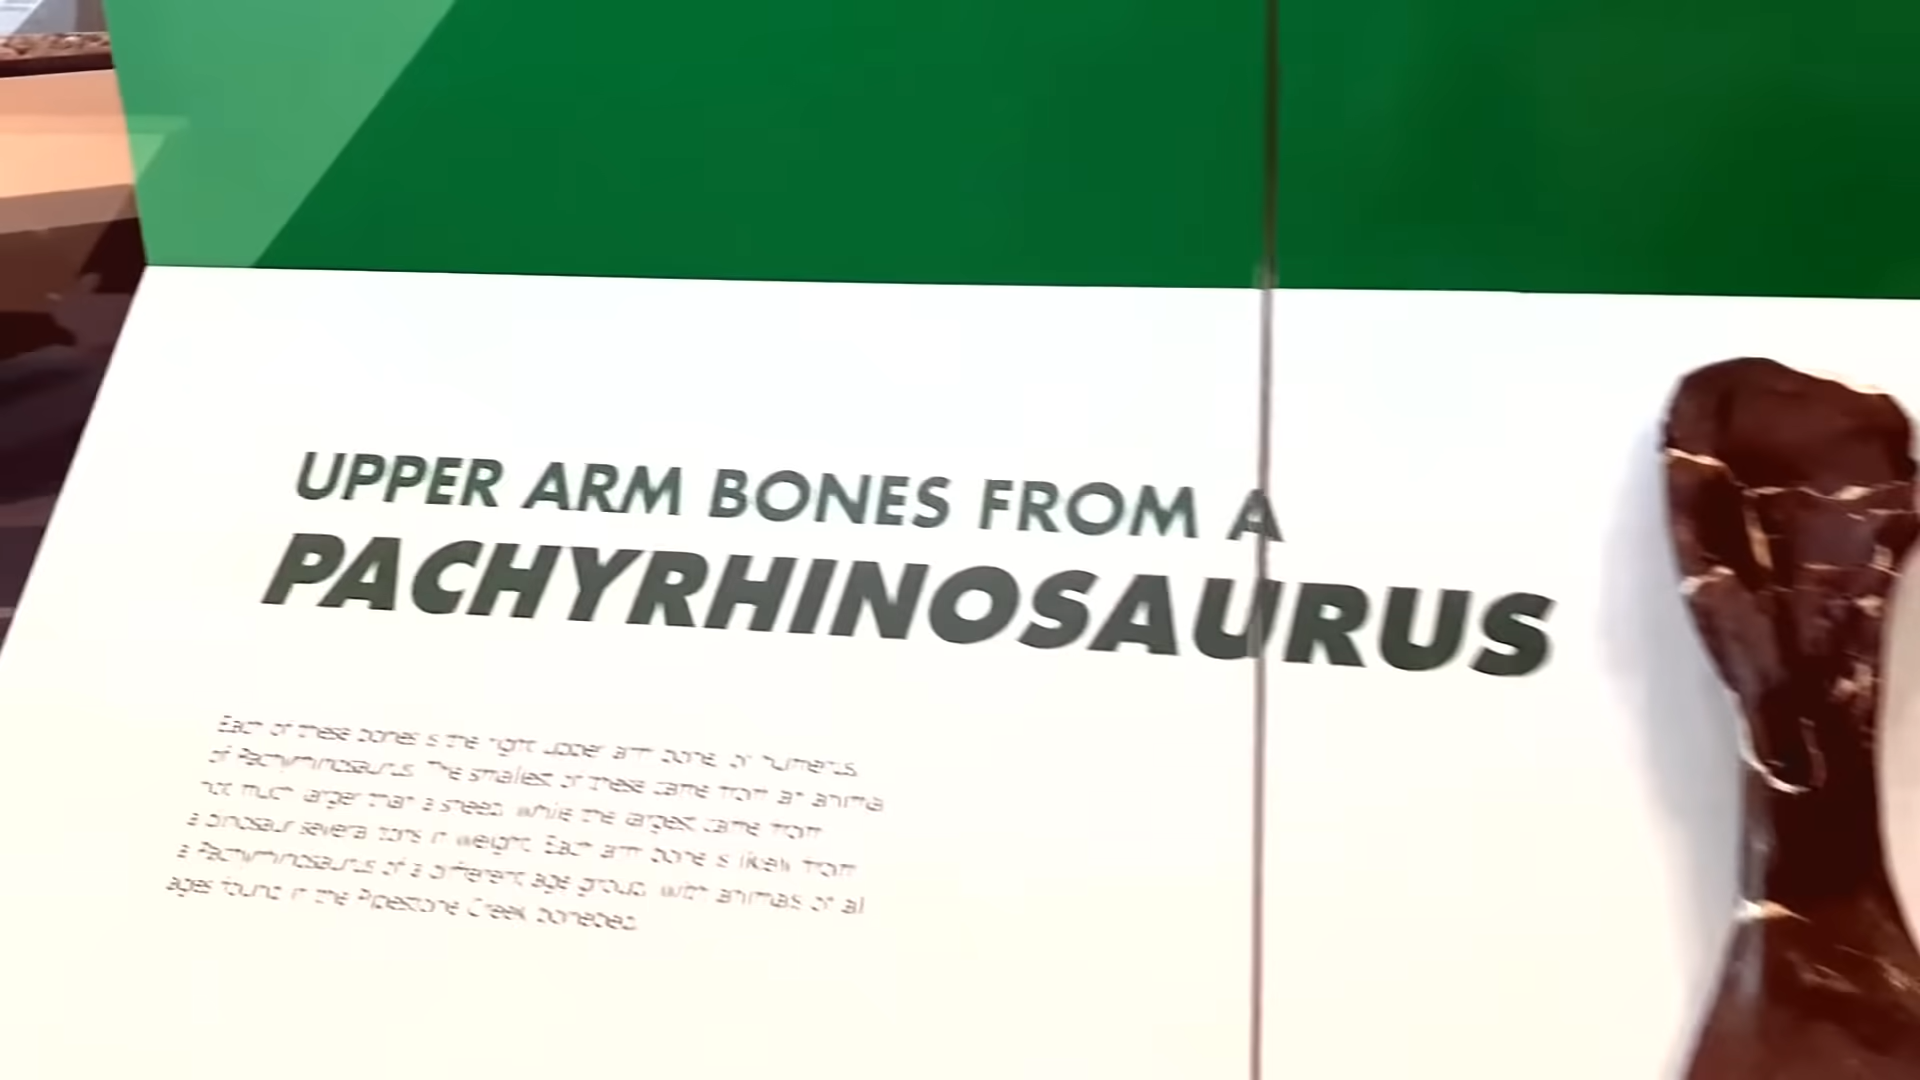 UPPER ARM BONES FROM A
PACHYRHINOSAURUS
Each of these bones is the right upper arm bone, or humerus,
of Pachyrhinosaurus. The smallest of these came from an animal
not much larger than a sheep, while the largest came from
a dinosaur several tons in weight. Each arm bone is likely from
a Pachyrhinosaurus of a different age group, with animals of all
ages found in the Pipestone Creek bonebed.